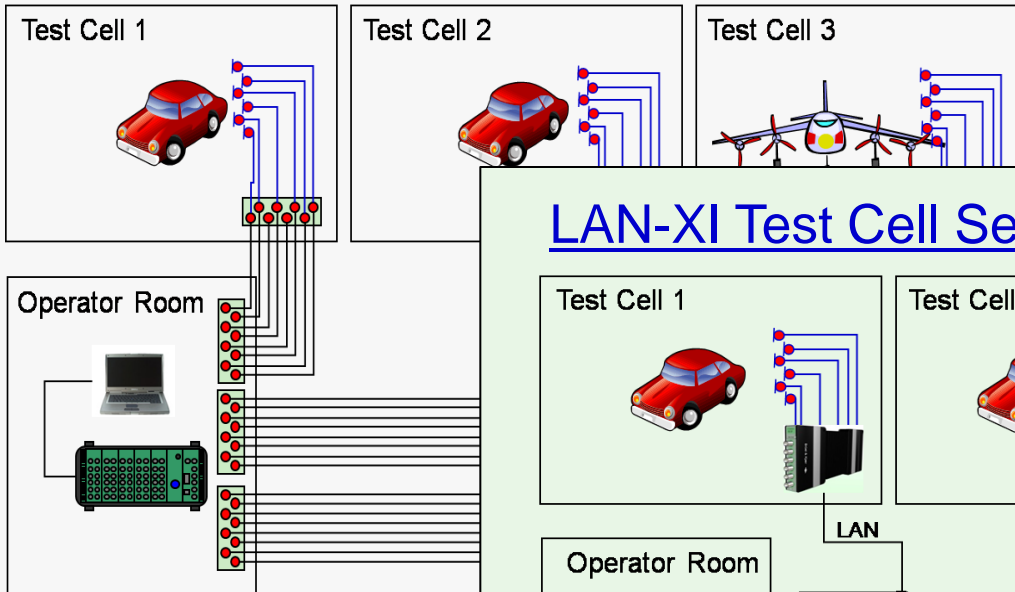 Test Cell 1
Test Cell 2
Test Cell 3
Operator Room
LAN-XI Test Cell Se
Test Cell 1
Test Cell
LAN
Operator Room